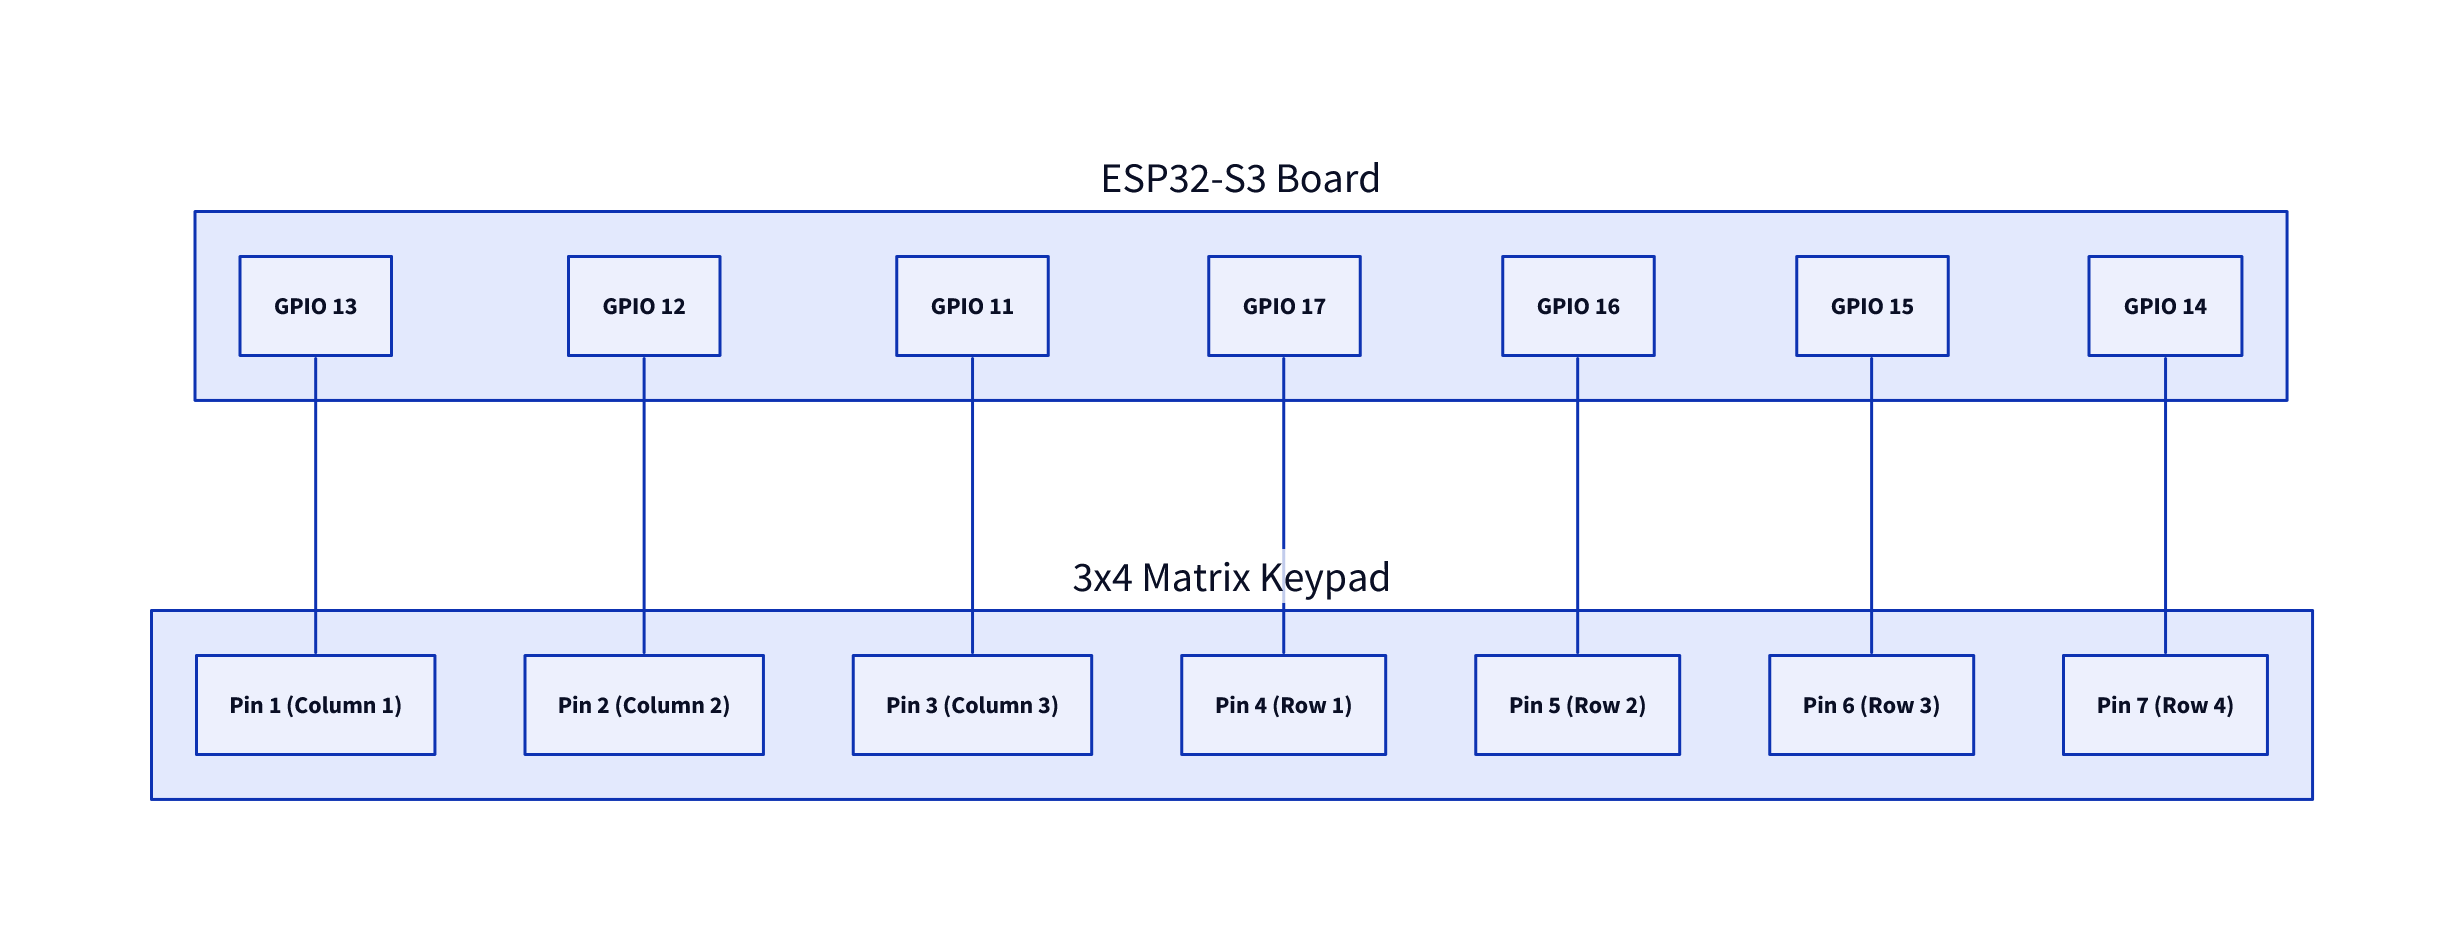 ESP32-S3 Board
GPIO 13
GPIO 12
GPIO 11
GPIO 17
GPIO 16
GPIO 15
GPIO 14
3x4 Matrix Keypad
Pin 1 (Column 1)
Pin 2 (Column 2)
Pin 3 (Column 3)
Pin 4 (Row 1)
Pin 5 (Row 2)
Pin 6 (Row 3)
Pin 7 (Row 4)